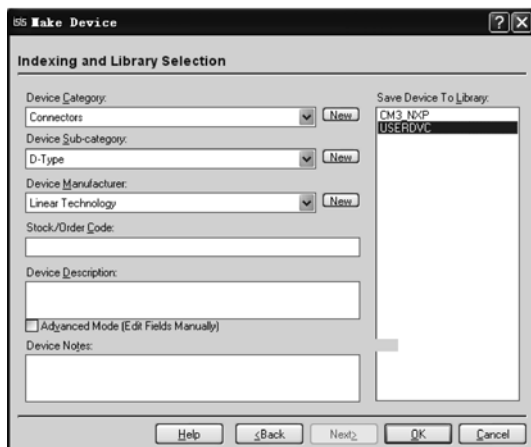 isis Make Device
Indexing and Library Selection
Device Category:
Connectors
New
Device Sub-category:
D-Type
New
Device Manufacturer:
Linear Technology
New
Stock/Order Code:
Device Description:
Advanced Mode (Edit Fields Manually)
Device Notes:
Save Device To Library:
CM3_NXP
USERDVC
Help
<Back
Next>
OK
Cancel